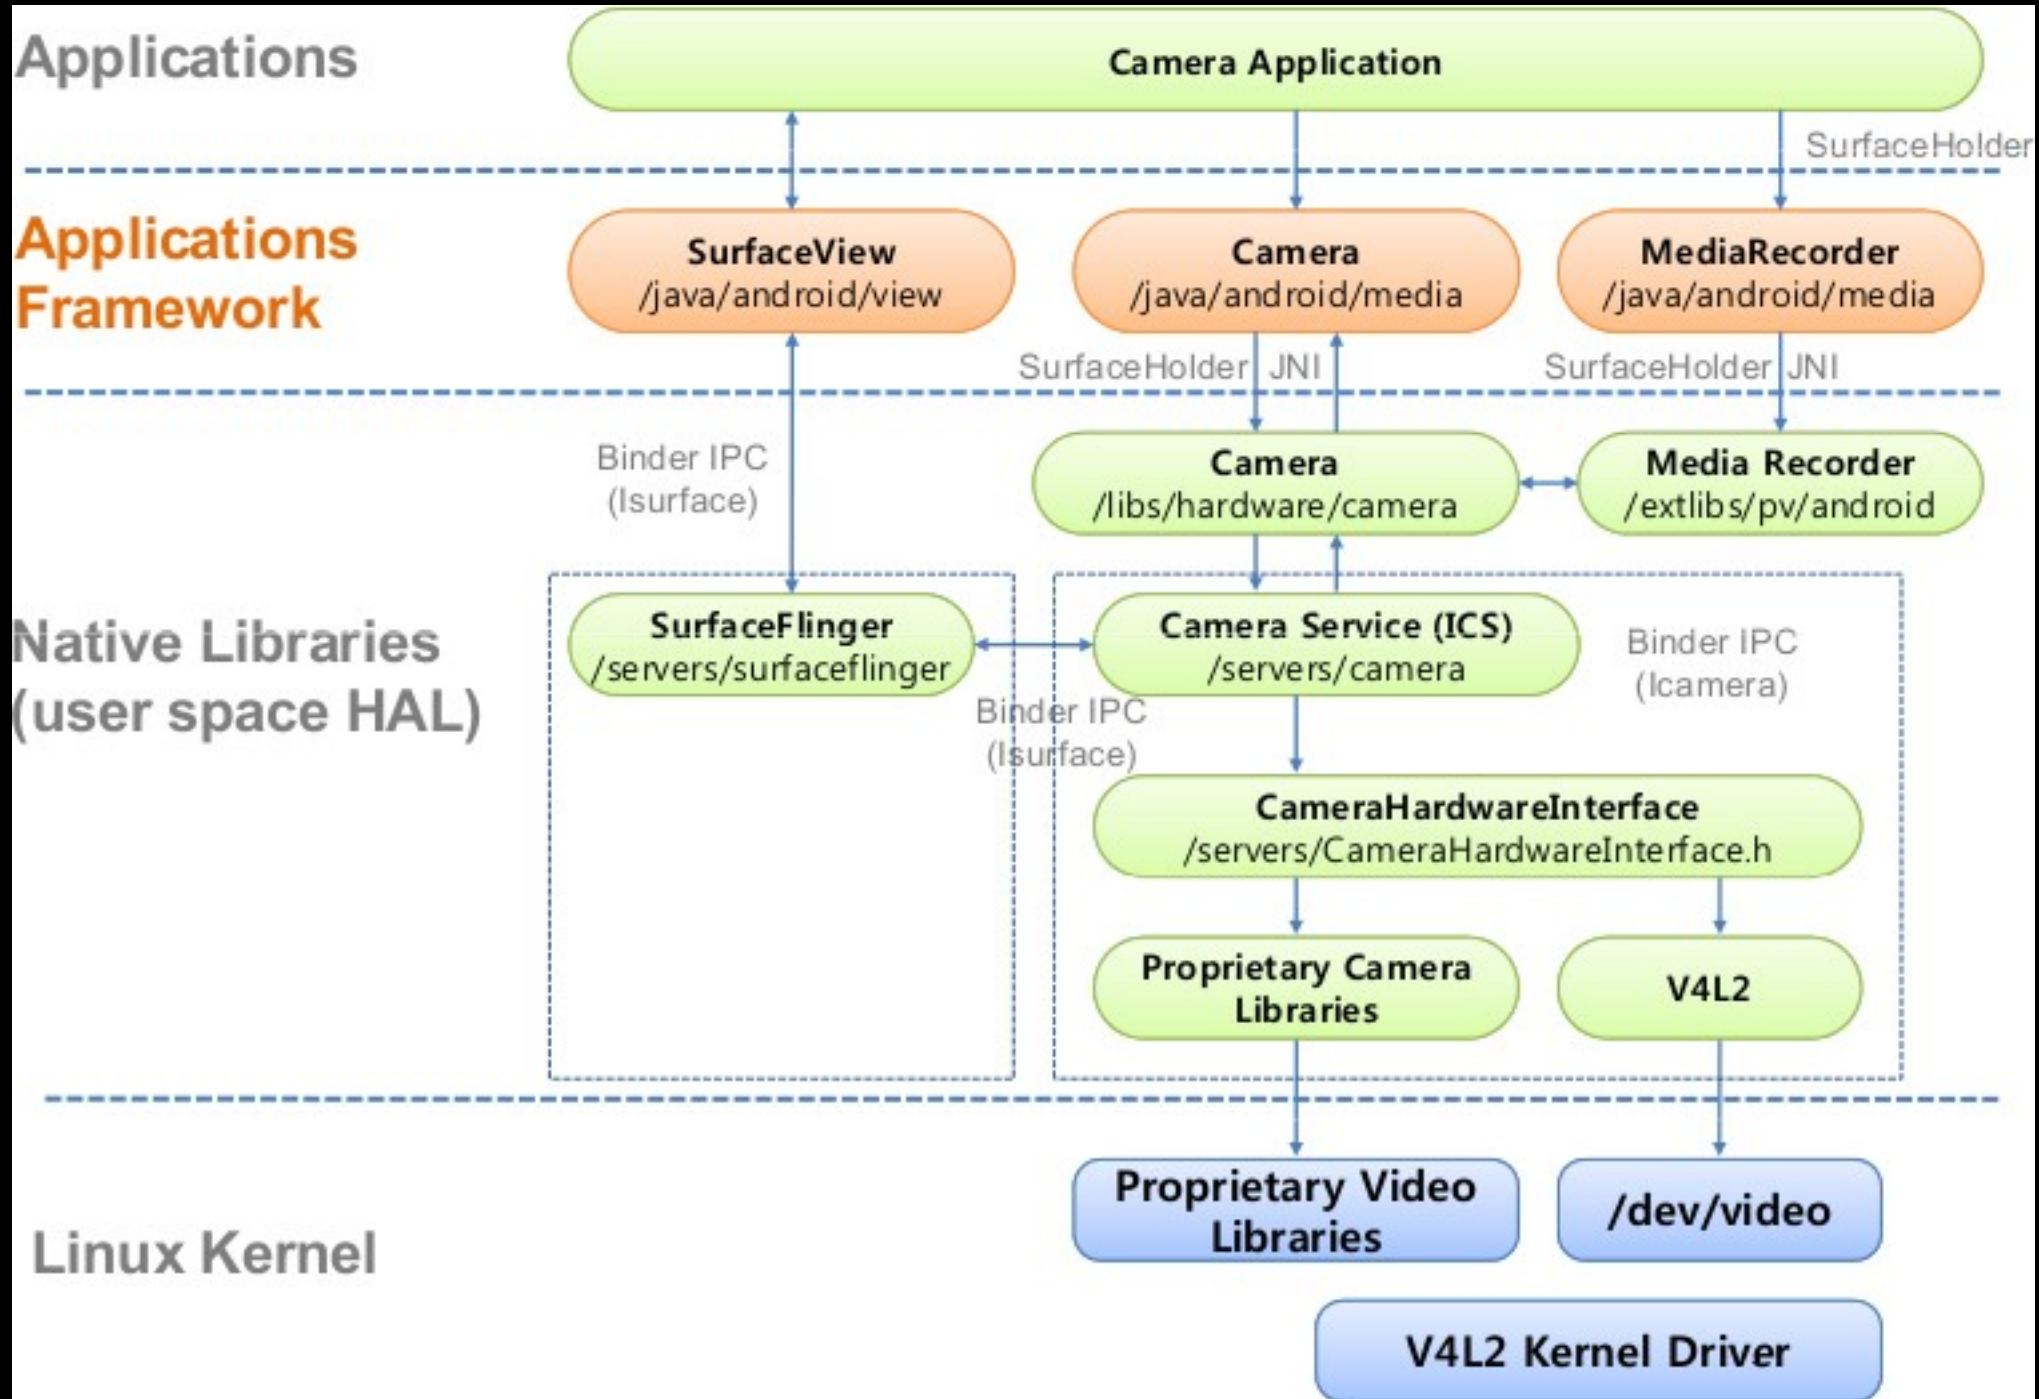 Applications
Camera Application
SurfaceHolder
Applications
Framework
SurfaceView
/java/android/view
Camera
/java/android/media
MediaRecorder
/java/android/media
SurfaceHolder JNI
SurfaceHolder JNI
Binder IPC
(Isurface)
Camera
/libs/hardware/camera
Media Recorder
/extlibs/pv/android
Native Libraries
(user space HAL)
SurfaceFlinger
/servers/surfaceflinger
Camera Service (ICS)
/servers/camera
Binder IPC
(Icamera)
Binder IPC
(Isurface)
CameraHardwareInterface
/servers/CameraHardwareInterface.h
Proprietary Camera
Libraries
V4L2
Linux Kernel
Proprietary Video
Libraries
/dev/video
V4L2 Kernel Driver